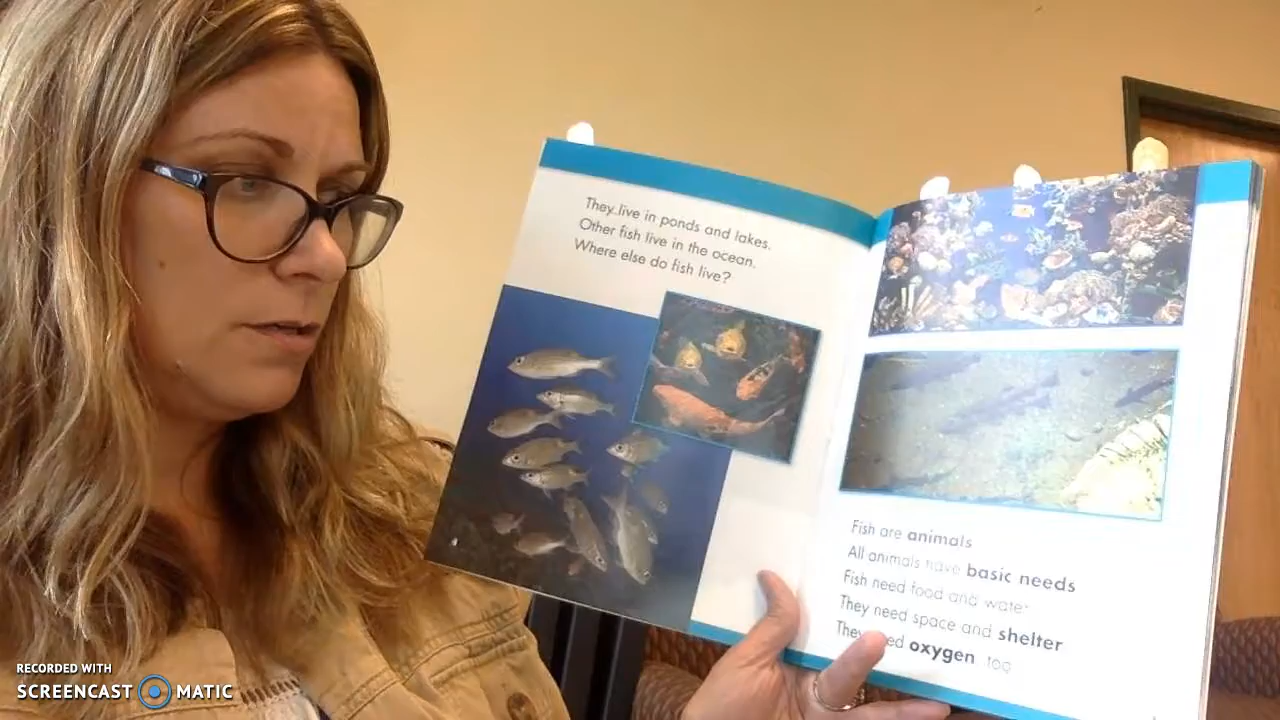 They live in ponds and lakes.
Other fish live in the ocean.
Where else do fish live?
Fish are animals
All animals have basic needs
Fish need food and water
They need space and shelter
They need oxygen too
RECORDED WITH
SCREENCAST MATIC